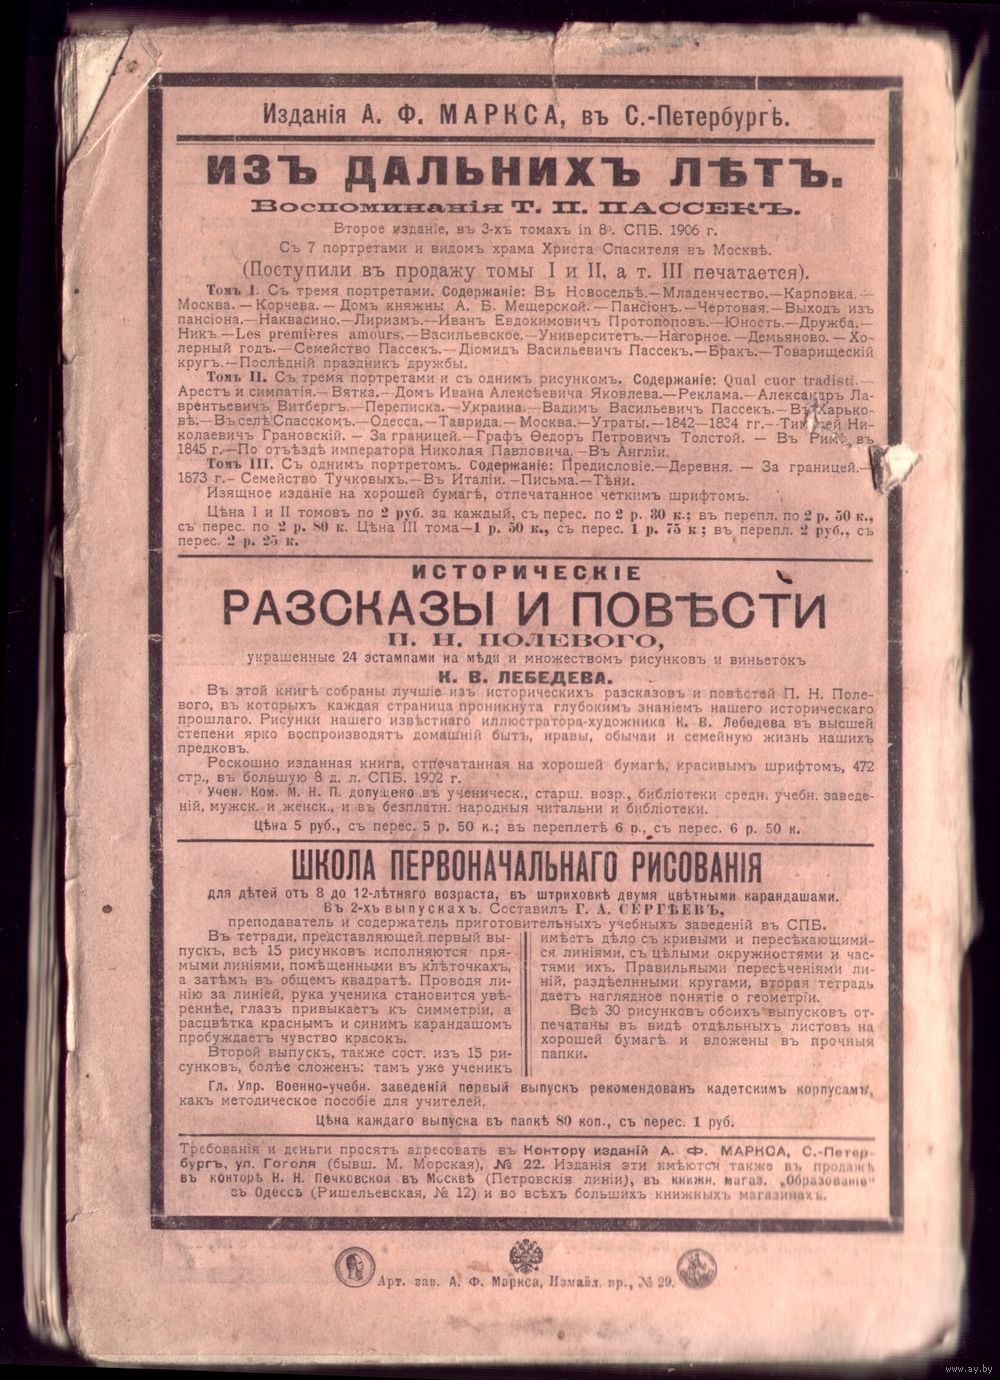 Изданія А. Ф. МАРКСА, въ С.-Петербургѣ.
ИЗЪ ДАЛЬНИХЪ ЛѢТЪ.
Воспоминанія Т. П. ПАССЕКЪ.
Второе изданіе, въ 3-хъ томахъ in 8°. СПБ. 1906 г.
Съ 7 портретами и видомъ храма Христа Спасителя въ Москвѣ.
(Поступили въ продажу томы I и II, а т. III печатается).
Томъ I. Съ тремя портретами. Содержаніе: Въ Новосельѣ.—Младенчество.—Карповка.—
Москва.—Корчева.—Домъ княжны А. Б. Мещерской.—Пансіонъ.—Чертовая.—Выходъ изъ
пансіона.—Наквасино.—Лиризмъ.—Иванъ Евдокимовичъ Протопоповъ.—Юность.—Дружба.—
Никъ.—Les premières amours.—Васильевское.—Университетъ.—Нагорное.—Демьяново.—Хо-
лерный годъ.—Семейство Пассекъ.—Діомидъ Васильевичъ Пассекъ.—Бракъ.—Товарищескій
кругъ.—Послѣдній праздникъ дружбы.
Томъ II. Съ тремя портретами и съ однимъ рисункомъ. Содержаніе: Qual cuor tradisti.—
Арестъ и симпатія.—Вятка.—Домъ Ивана Алексѣевича Яковлева.—Реклама.—Александръ Ла-
врентьевичъ Витбергъ.—Переписка.—Украина.—Вадимъ Васильевичъ Пассекъ.—Въ Харько-
вѣ.—Въ селѣ Спасскомъ.—Одесса.—Таврида.—Москва.—Утраты.—1842—1834 гг.—Тимофей Ни-
колаевичъ Грановскій.—За границей.—Графъ Ѳедоръ Петровичъ Толстой.—Въ Римѣ въ
1845 г.—По отъѣздѣ императора Николая Павловича.—Въ Англіи.
Томъ III. Съ однимъ портретомъ. Содержаніе: Предисловіе.—Деревня.—За границей.—
1873 г.—Семейство Тучковыхъ.—Въ Италіи.—Письма.—Тѣни.
Изящное изданіе на хорошей бумагѣ, отпечатанное четкимъ шрифтомъ.
Цѣна I и II томовъ по 2 руб. за каждый, съ перес. по 2 р. 30 к.; въ перепл. по 2 р. 50 к.,
съ перес. по 2 р. 80 к. Цѣна III тома—1 р. 50 к., съ перес. 1 р. 75 к; въ перепл. 2 руб., съ
перес. 2 р. 25 к.
ИСТОРИЧЕСКІЕ
РАЗСКАЗЫ И ПОВѢСТИ
П. Н. ПОЛЕВОГО,
украшенные 24 эстампами на мѣди и множествомъ рисунковъ и виньетокъ
К. В. ЛЕБЕДЕВА.
Въ этой книгѣ собраны лучшіе изъ историческихъ разсказовъ и повѣстей П. Н. Поле-
вого, въ которыхъ каждая страница проникнута глубокимъ знаніемъ нашего историческаго
прошлаго. Рисунки нашего извѣстнаго иллюстратора-художника К. В. Лебедева въ высшей
степени ярко воспроизводятъ домашній бытъ, нравы, обычаи и семейную жизнь нашихъ
предковъ.
Роскошно изданная книга, отпечатанная на хорошей бумагѣ, красивымъ шрифтомъ, 472
стр., въ большую 8 д. л. СПБ. 1902 г.
Учен. Ком. М. Н. П. допущено въ ученическ., старш. возр., библіотеки средн. учебн. заведе-
ній, мужск. и женск., и въ безплатн. народныя читальни и библіотеки.
Цѣна 5 руб., съ перес. 5 р. 50 к.; въ переплетѣ 6 р., съ перес. 6 р. 50 к.
ШКОЛА ПЕРВОНАЧАЛЬНАГО РИСОВАНІЯ
для дѣтей отъ 8 до 12-лѣтняго возраста, въ штриховкѣ двумя цвѣтными карандашами.
Въ 2-хъ выпускахъ. Составилъ Г. А. СЕРГѢЕВЪ,
преподаватель и содержатель приготовительныхъ учебныхъ заведеній въ СПБ.
Въ тетради, представляющей первый вы-
пускъ, всѣ 15 рисунковъ исполняются пря-
мыми линіями, помѣщенными въ клѣточкахъ,
а затѣмъ въ общемъ квадратѣ. Проводя ли-
нію за линіей, рука ученика становится увѣ-
реннѣе, глазъ привыкаетъ къ симметріи, а
расцвѣтка краснымъ и синимъ карандашомъ
пробуждаетъ чувство красокъ.
Второй выпускъ, также сост. изъ 15 ри-
сунковъ, болѣе сложенъ: тамъ уже ученикъ
имѣетъ дѣло съ кривыми и пересѣкающими-
ся линіями, съ цѣлыми окружностями и час-
тями ихъ. Правильными пересѣченіями ли-
ній, раздѣленными кругами, вторая тетрадь
даетъ наглядное понятіе о геометріи.
Всѣ 30 рисунковъ обоихъ выпусковъ от-
печатаны въ видѣ отдѣльныхъ листовъ на
хорошей бумагѣ и вложены въ прочныя
папки.
Гл. Упр. Военно-учебн. заведеній первый выпускъ рекомендованъ кадетскимъ корпусамъ,
какъ методическое пособіе для учителей.
Цѣна каждаго выпуска въ папкѣ 80 коп., съ перес. 1 руб.
Требованія и деньги просятъ адресовать въ Контору изданій А. Ф. МАРКСА, С.-Петер-
бургъ, ул. Гоголя (бывш. М. Морская), № 22. Изданія эти имѣются также въ продажѣ
въ конторѣ Н. Н. Печковской въ Москвѣ (Петровскія линіи), въ книжн. магаз. „Образованіе"
въ Одессѣ (Ришельевская, № 12) и во всѣхъ большихъ книжныхъ магазинахъ.
Арт. зав. А. Ф. Маркса, Измайл. пр., № 29.
www.ay.by